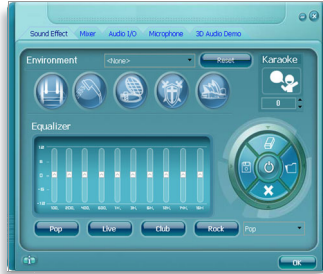 Sound Effect Mixer Audio I/O Microphone 3D Audio Demo
Environment <None> Reset Karaoke
0
Equalizer
Pop Live Club Rock Pop
OK